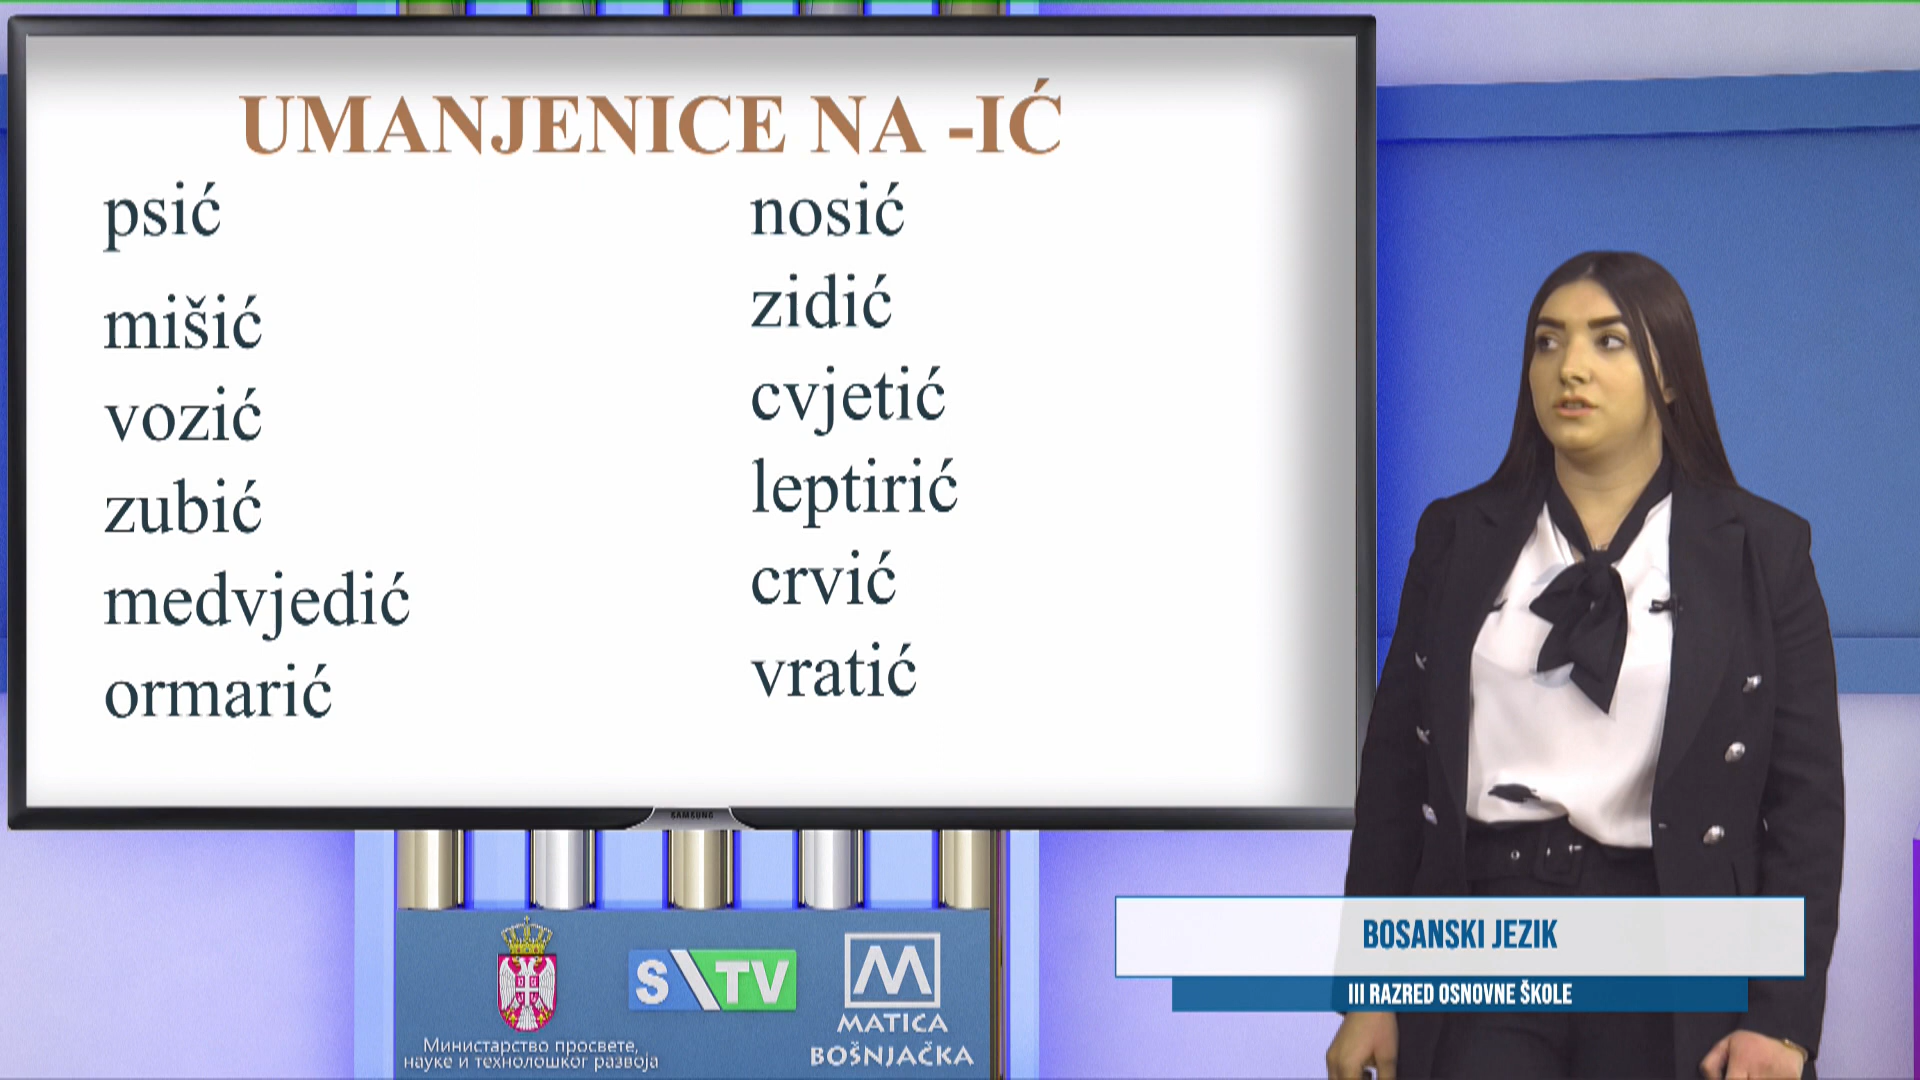 UMANJENICE NA -IĆ
psić
mišić
vozić
zubić
medvjedić
ormarić
nosić
zidić
cvjetić
leptirić
crvić
vratić
SAMSUNG
BOSANSKI JEZIK
III RAZRED OSNOVNE ŠKOLE
Министарство просвете,
науке и технолошког развоја
S TV
MATICA
BOŠNJAČKA